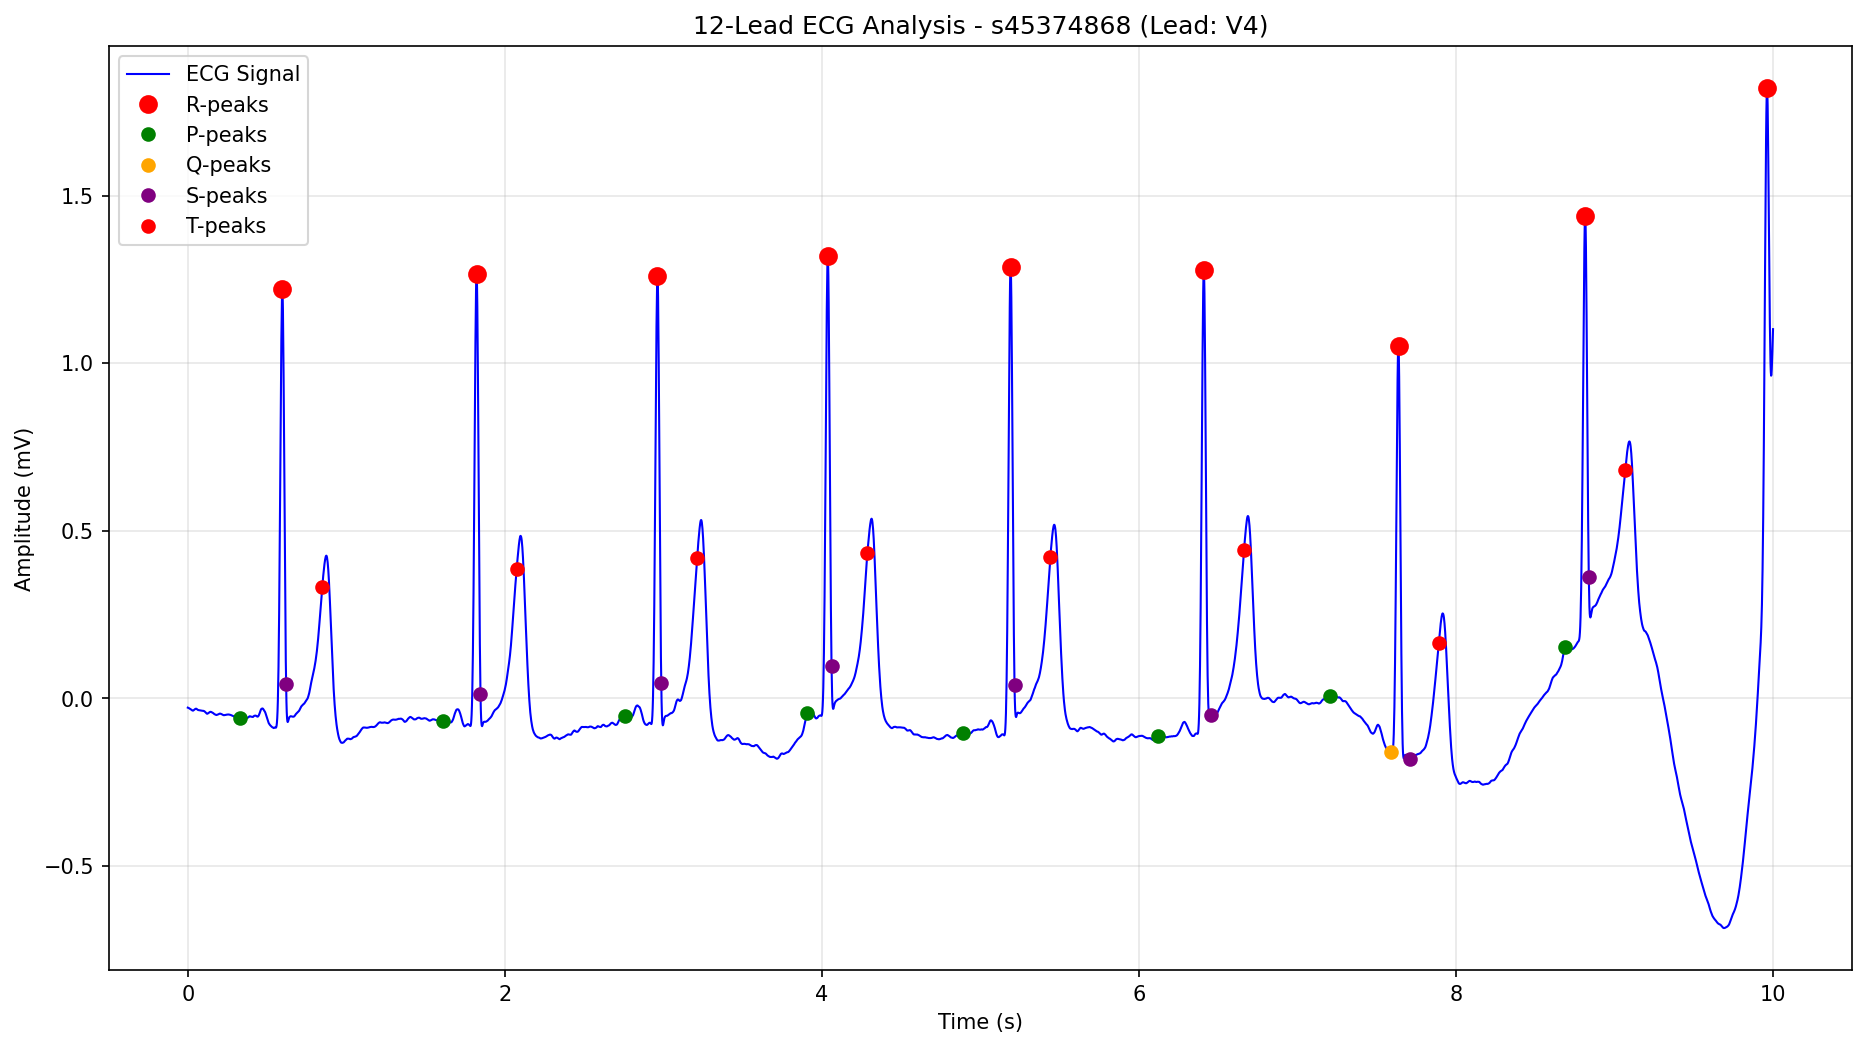 12-Lead ECG Analysis - s45374868 (Lead: V4)
ECG Signal
R-peaks
P-peaks
Q-peaks
S-peaks
T-peaks
Amplitude (mV)
1.5
1.0
0.5
0.0
−0.5
0 2 4 6 8 10
Time (s)